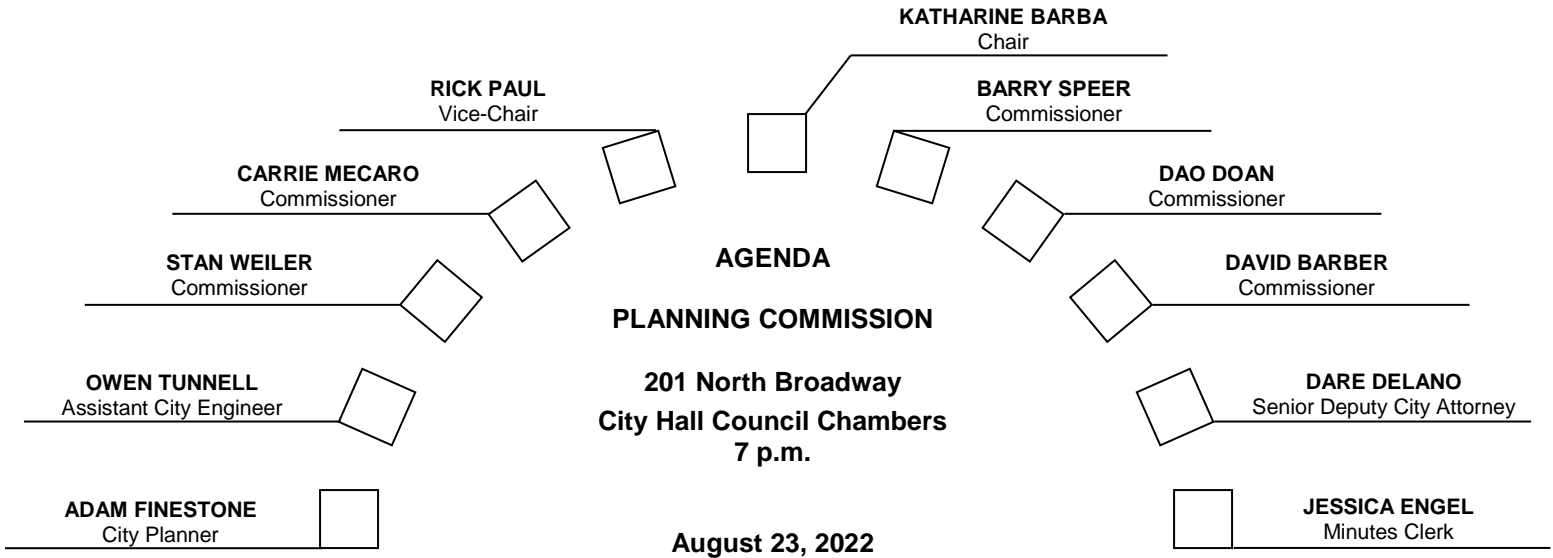 KATHARINE BARBA
Chair
RICK PAUL
Vice-Chair
BARRY SPEER
Commissioner
CARRIE MECARO
Commissioner
DAO DOAN
Commissioner
STAN WEILER
Commissioner
DAVID BARBER
Commissioner
OWEN TUNNELL
Assistant City Engineer
DARE DELANO
Senior Deputy City Attorney
ADAM FINESTONE
City Planner
JESSICA ENGEL
Minutes Clerk
AGENDA
PLANNING COMMISSION
201 North Broadway
City Hall Council Chambers
7 p.m.
August 23, 2022